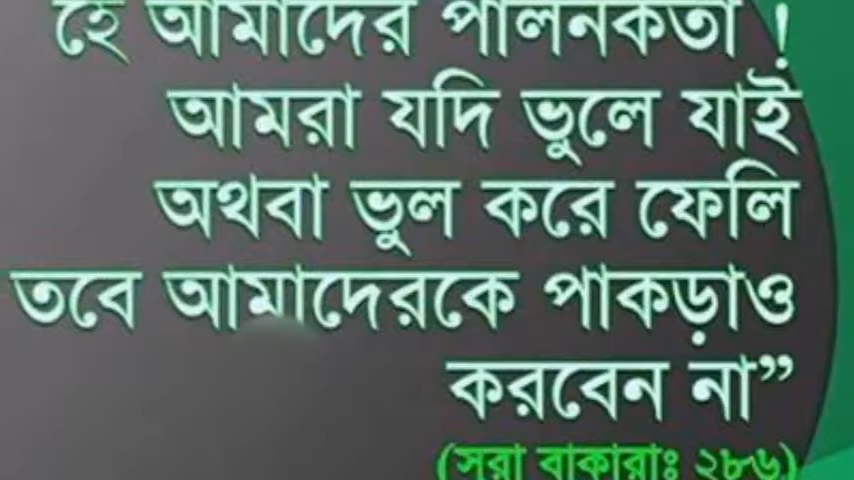 হে আমাদের পালনকর্তা !
আমরা যদি ভুলে যাই
অথবা ভুল করে ফেলি
তবে আমাদেরকে পাকড়াও
করবেন না”
(সূরা বাকারাঃ ২৮৬)